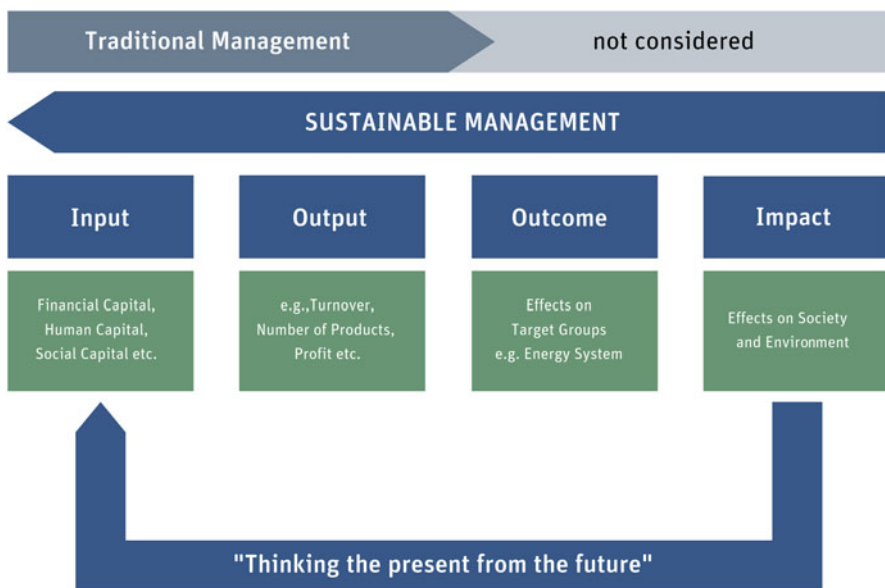 Traditional Management
not considered
SUSTAINABLE MANAGEMENT
Input
Output
Outcome
Impact
Financial Capital,
Human Capital,
Social Capital etc.
e.g.,Turnover,
Number of Products,
Profit etc.
Effects on
Target Groups
e.g. Energy System
Effects on Society
and Environment
"Thinking the present from the future"